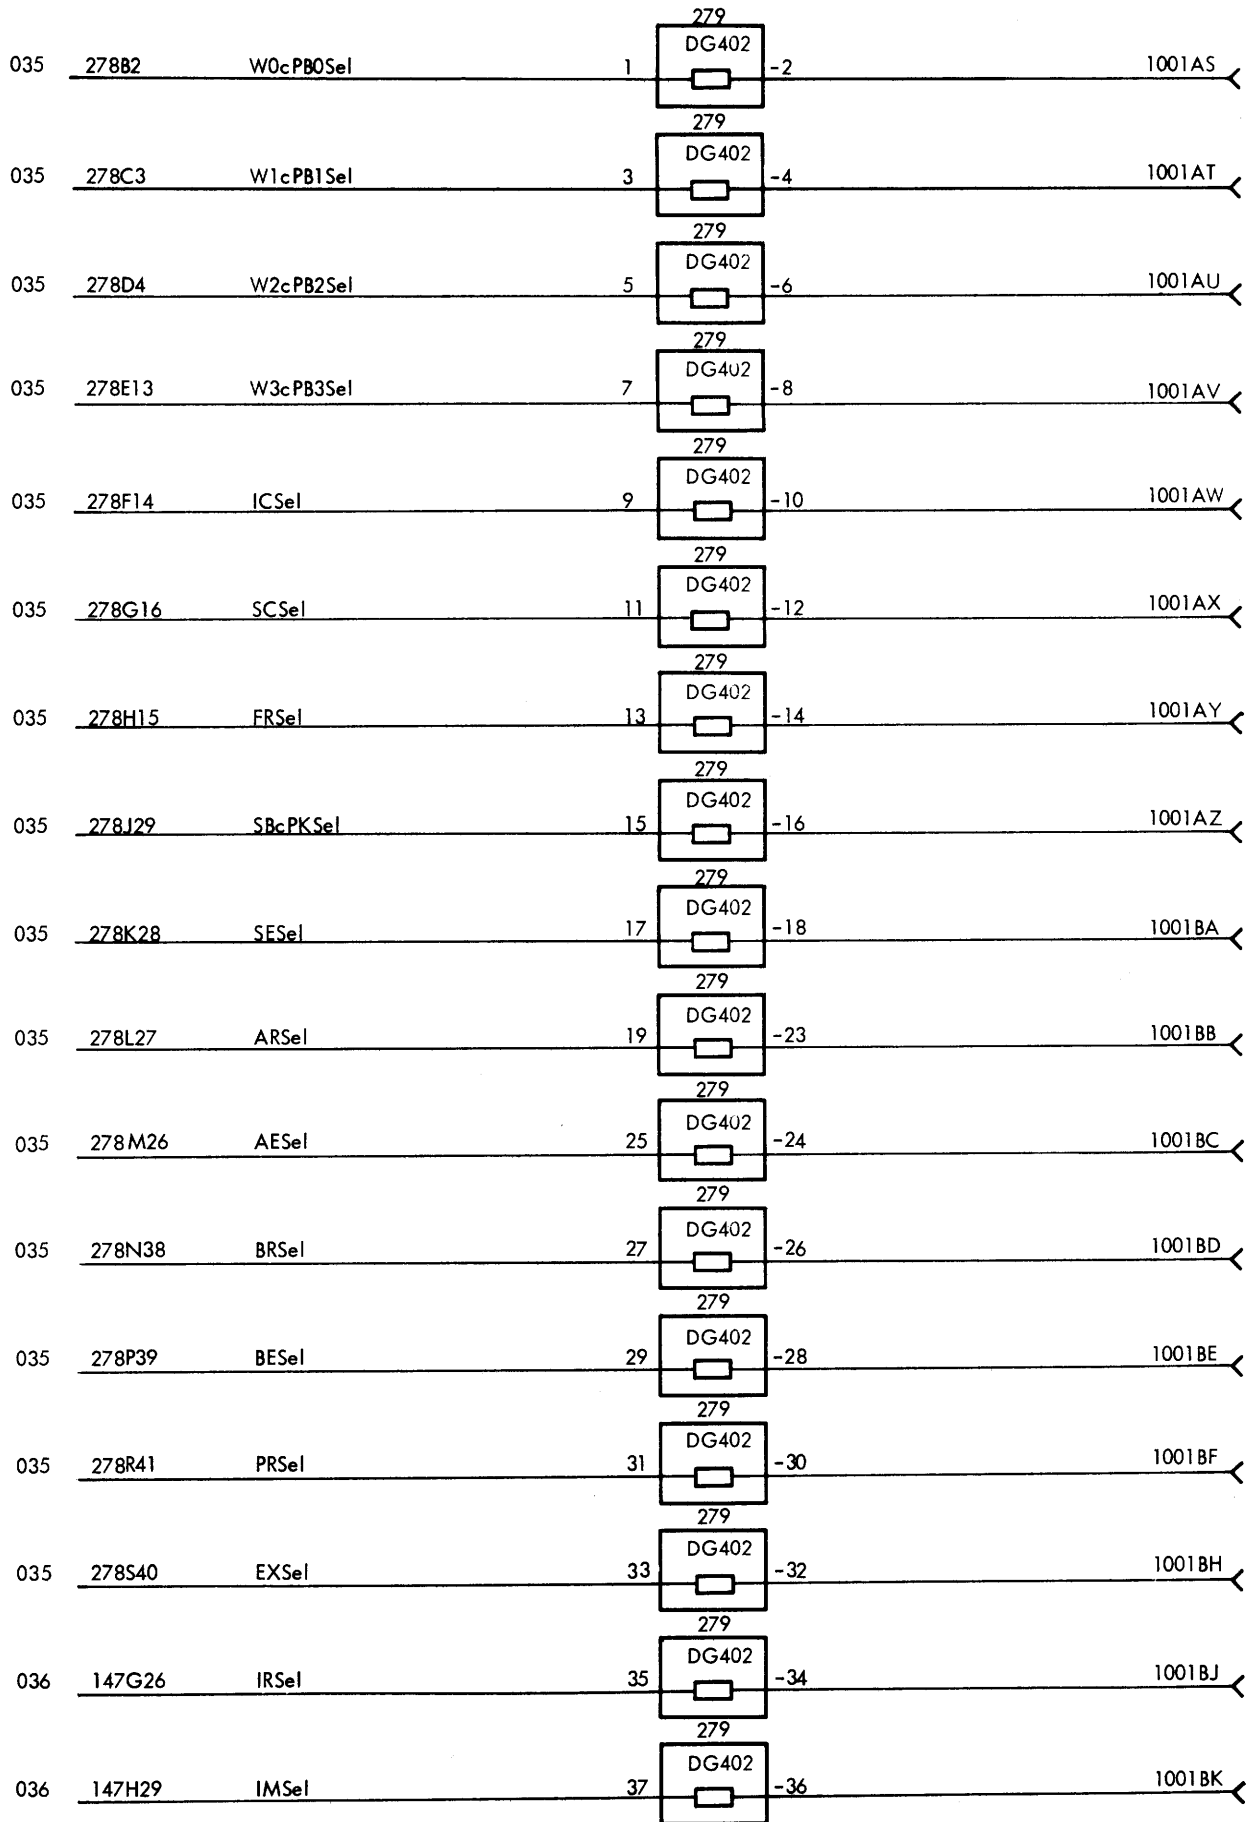 279
DG402
035 278B2 W0cPB0Sel 1 -2 1001AS
279
DG402
035 278C3 W1cPB1Sel 3 -4 1001AT
279
DG402
035 278D4 W2cPB2Sel 5 -6 1001AU
279
DG402
035 278E13 W3cPB3Sel 7 -8 1001AV
279
DG402
035 278F14 ICSel 9 -10 1001AW
279
DG402
035 278G16 SCSel 11 -12 1001AX
279
DG402
035 278H15 FRSel 13 -14 1001AY
279
DG402
035 278J29 SBcPKSel 15 -16 1001AZ
279
DG402
035 278K28 SESel 17 -18 1001BA
279
DG402
035 278L27 ARSel 19 -23 1001BB
279
DG402
035 278M26 AESel 25 -24 1001BC
279
DG402
035 278N38 BRSel 27 -26 1001BD
279
DG402
035 278P39 BESel 29 -28 1001BE
279
DG402
035 278R41 PRSel 31 -30 1001BF
279
DG402
035 278S40 EXSel 33 -32 1001BH
279
DG402
036 147G26 IRSel 35 -34 1001BJ
279
DG402
036 147H29 IMSel 37 -36 1001BK